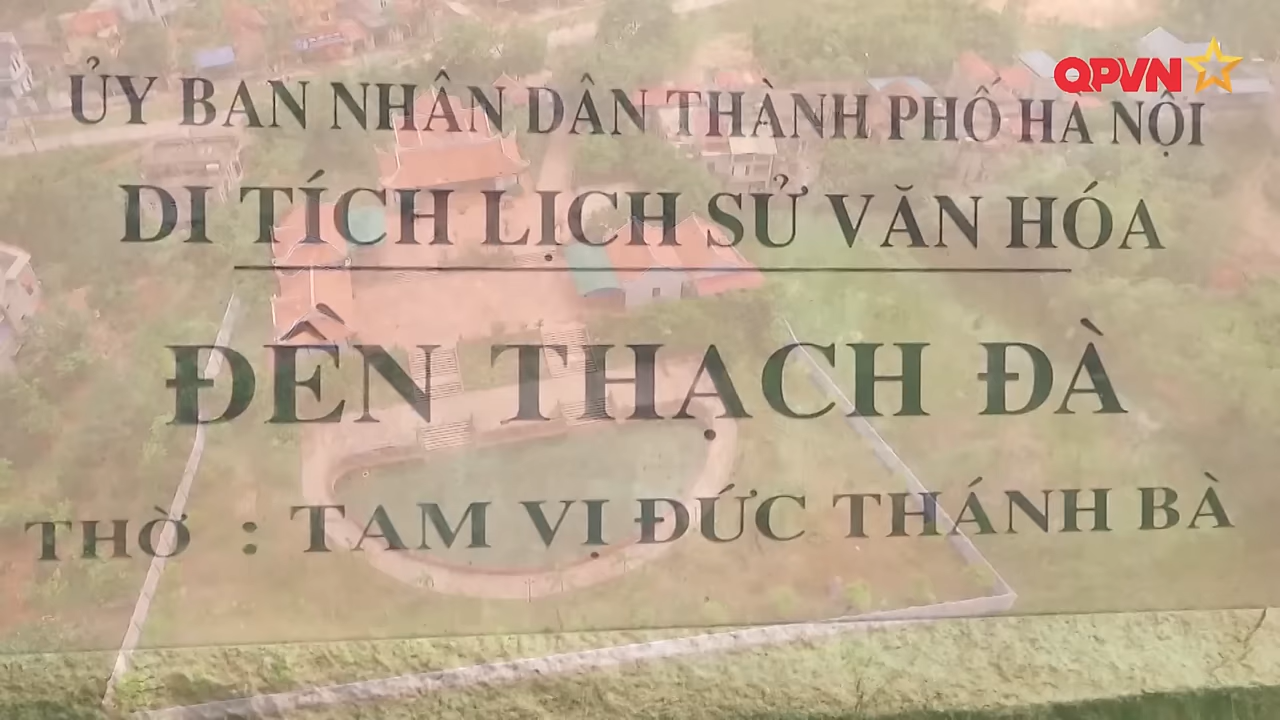 QPVN
ỦY BAN NHÂN DÂN THÀNH PHỐ HÀ NỘI
DI TÍCH LỊCH SỬ VĂN HÓA
ĐỀN THẠCH ĐÀ
THỜ : TAM VỊ ĐỨC THÁNH BÀ